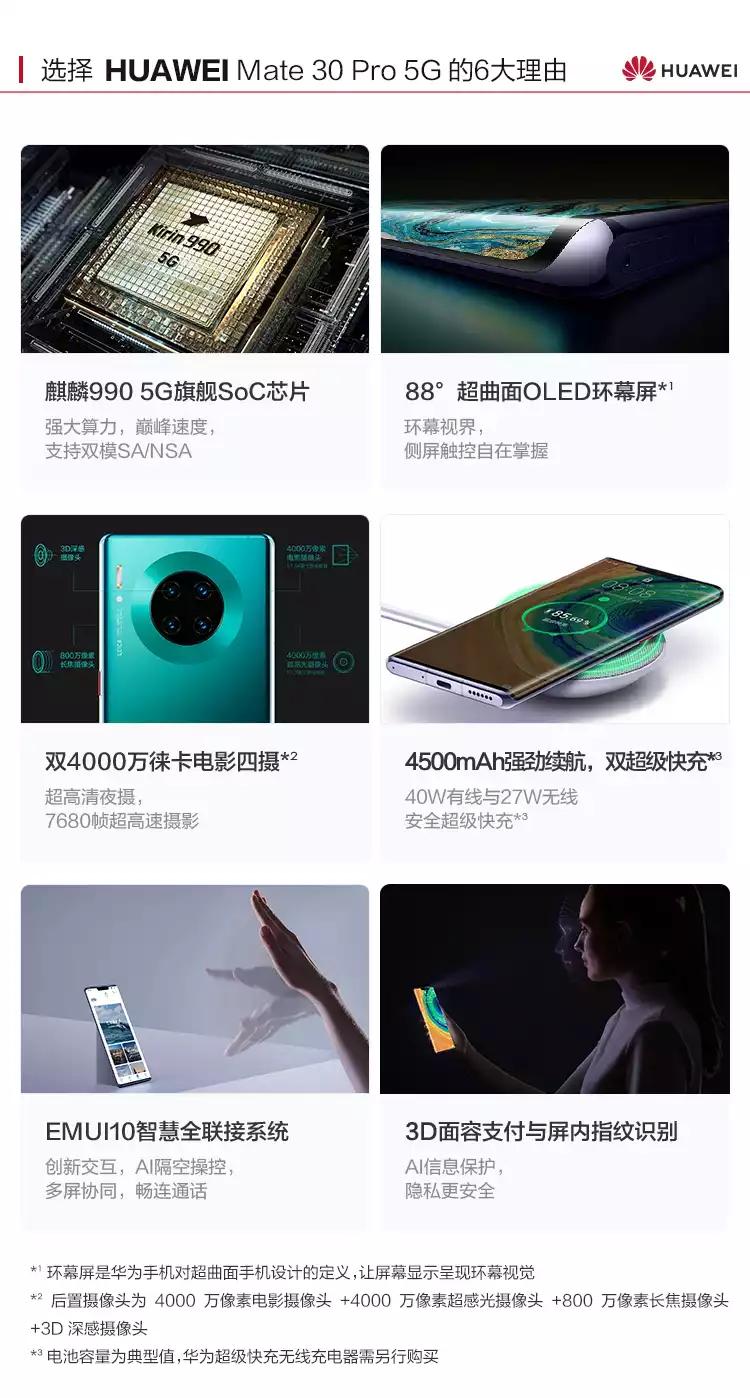 选择 HUAWEI Mate 30 Pro 5G 的6大理由
HUAWEI
Kirin 990
5G
麒麟990 5G旗舰SoC芯片
强大算力，巅峰速度，
支持双模SA/NSA
88°超曲面OLED环幕屏*1
环幕视界，
侧屏触控自在掌握
3D深感
摄像头
4000万像素
电影摄像头
800万像素
长焦摄像头
4000万像素
超感光摄像头
双4000万徕卡电影四摄*2
超高清夜摄，
7680帧超高速摄影
08:08
85.69%
4500mAh强劲续航，双超级快充*3
40W有线与27W无线
安全超级快充*3
EMUI10智慧全联接系统
创新交互，AI隔空操控，
多屏协同，畅连通话
3D面容支付与屏内指纹识别
AI信息保护，
隐私更安全
*1 环幕屏是华为手机对超曲面手机设计的定义,让屏幕显示呈现环幕视觉
*2 后置摄像头为 4000 万像素电影摄像头 +4000 万像素超感光摄像头 +800 万像素长焦摄像头
+3D 深感摄像头
*3 电池容量为典型值,华为超级快充无线充电器需另行购买